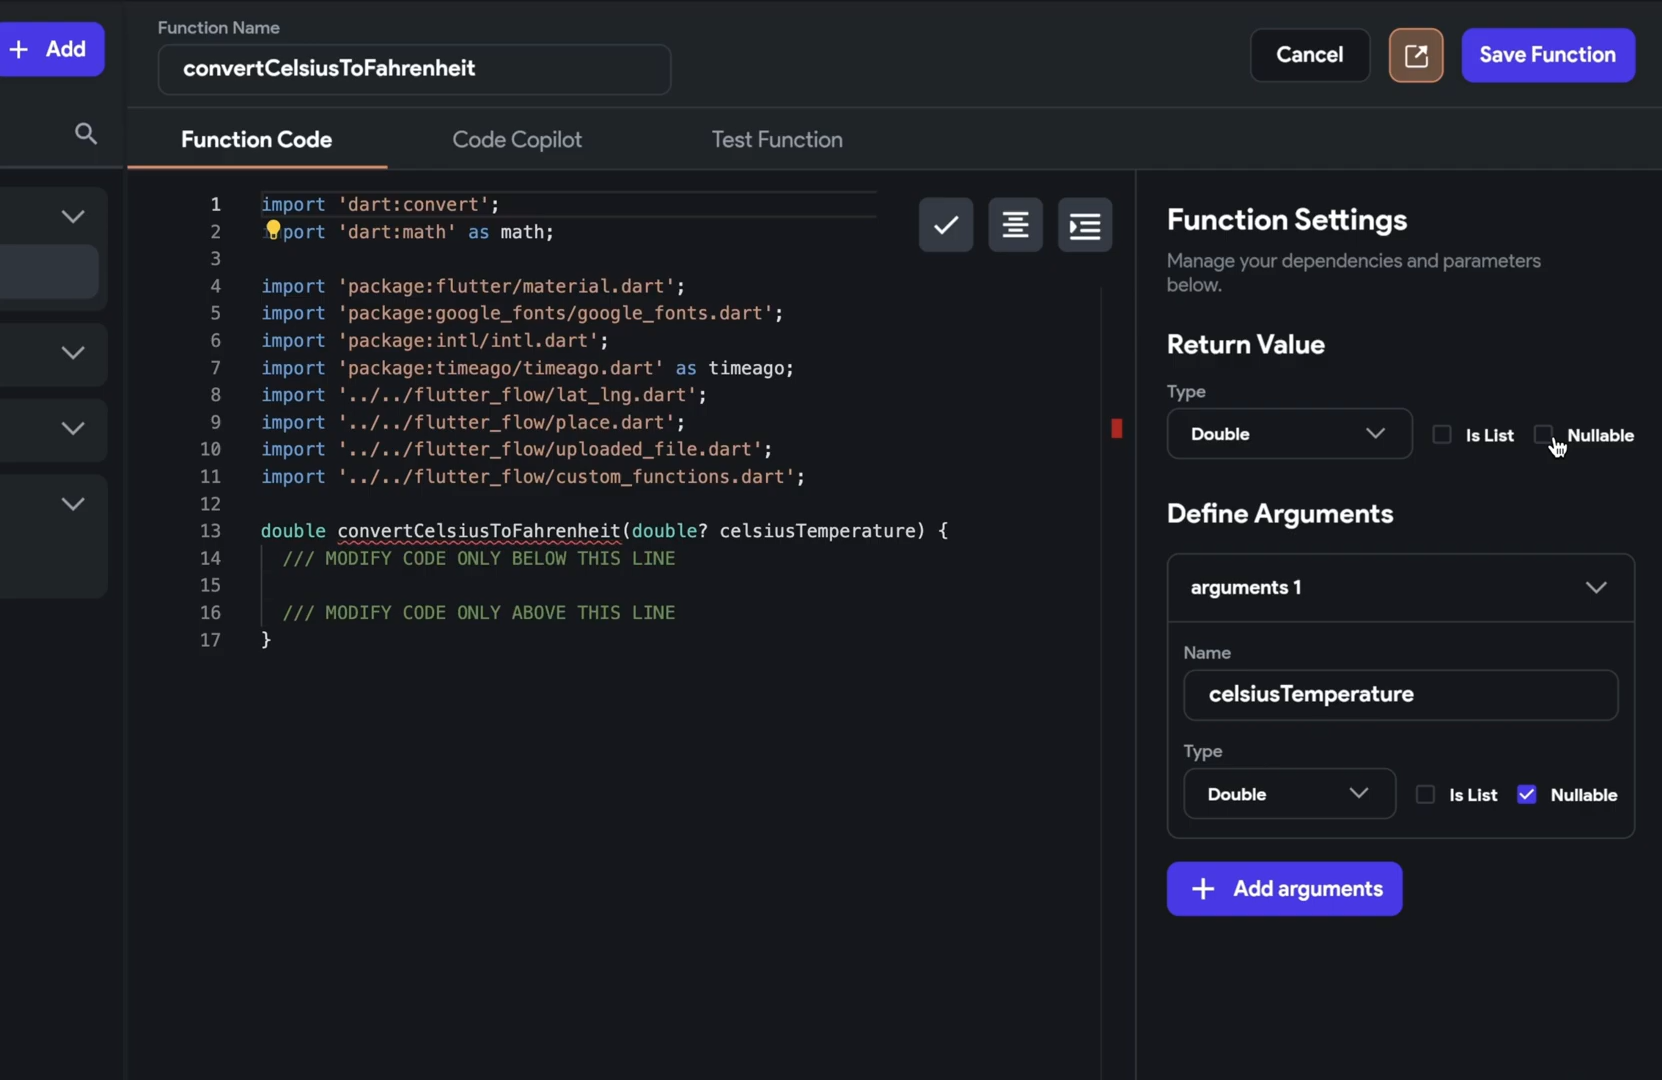 + Add
Function Name
convertCelsiusToFahrenheit
Cancel
Save Function
Function Code
Code Copilot
Test Function
1 import 'dart:convert';
2 port 'dart:math' as math;
3
4 import 'package:flutter/material.dart';
5 import 'package:google_fonts/google_fonts.dart';
6 import 'package:intl/intl.dart';
7 import 'package:timeago/timeago.dart' as timeago;
8 import '../../flutter_flow/lat_lng.dart';
9 import '../../flutter_flow/place.dart';
10 import '../../flutter_flow/uploaded_file.dart';
11 import '../../flutter_flow/custom_functions.dart';
12
13 double convertCelsiusToFahrenheit(double? celsiusTemperature) {
14 /// MODIFY CODE ONLY BELOW THIS LINE
15
16 /// MODIFY CODE ONLY ABOVE THIS LINE
17 }
Function Settings
Manage your dependencies and parameters
below.
Return Value
Type
Double
Is List
Nullable
Define Arguments
arguments 1
Name
celsiusTemperature
Type
Double
Is List
Nullable
+ Add arguments